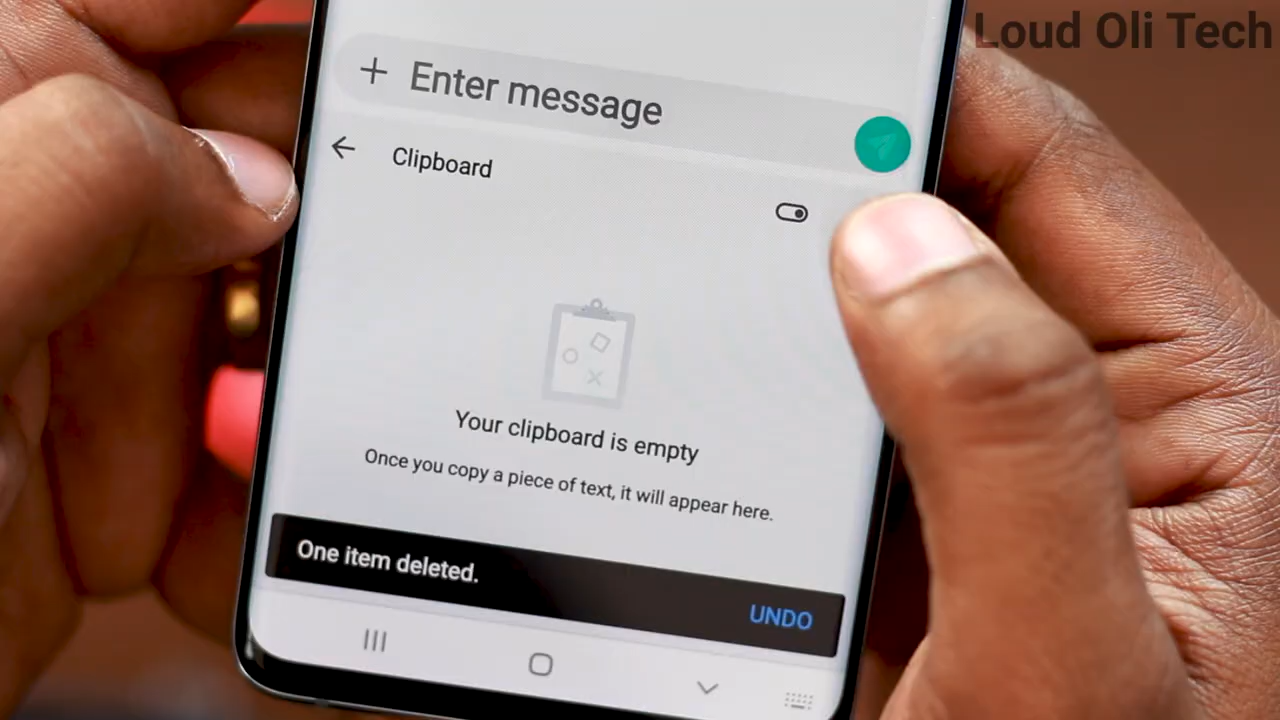 Loud Oli Tech
Enter message
Clipboard
Your clipboard is empty
Once you copy a piece of text, it will appear here.
One item deleted.
UNDO